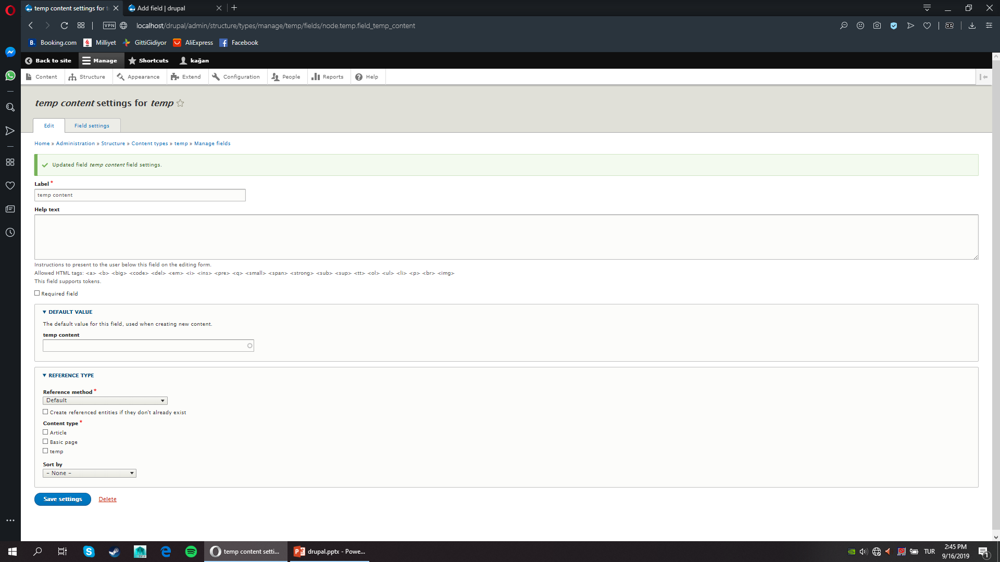 temp content settings for t
Add field | drupal
VPN
localhost/drupal/admin/structure/types/manage/temp/fields/node.temp.field_temp_content
B. Booking.com
Milliyet
GittiGidiyor
AliExpress
Facebook
Back to site
Manage
Shortcuts
kağan
Content
Structure
Appearance
Extend
Configuration
People
Reports
Help
temp content settings for temp
Edit
Field settings
Home » Administration » Structure » Content types » temp » Manage fields
Updated field temp content field settings.
Label *
temp content
Help text
Instructions to present to the user below this field on the editing form.
Allowed HTML tags: <a> <b> <big> <code> <del> <em> <i> <ins> <pre> <q> <small> <span> <strong> <sub> <sup> <tt> <ol> <ul> <li> <p> <br> <img>
This field supports tokens.
Required field
DEFAULT VALUE
The default value for this field, used when creating new content.
temp content
REFERENCE TYPE
Reference method *
Default
Create referenced entities if they don't already exist
Content type *
Article
Basic page
temp
Sort by
- None -
Save settings
Delete
temp content setti...
drupal.pptx - Powe...
TUR
2:45 PM
9/16/2019
1